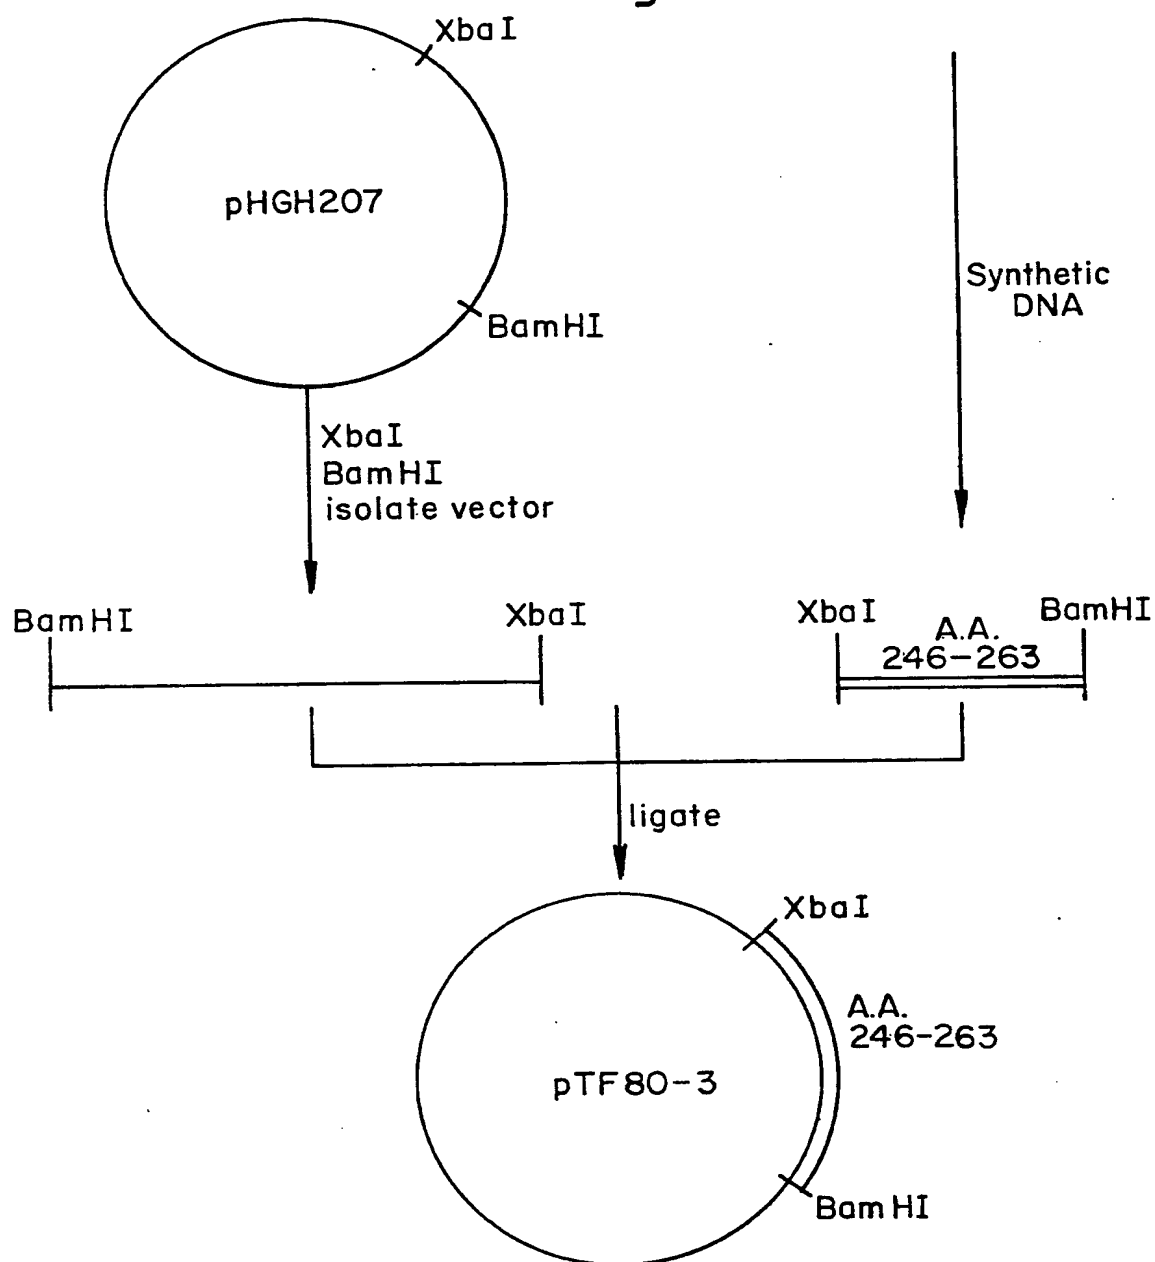 XbaI
pHGH207
BamHI
Synthetic
DNA
XbaI
BamHI
isolate vector
BamHI
XbaI
XbaI
A.A.
246-263
BamHI
ligate
XbaI
A.A.
246-263
pTF80-3
BamHI